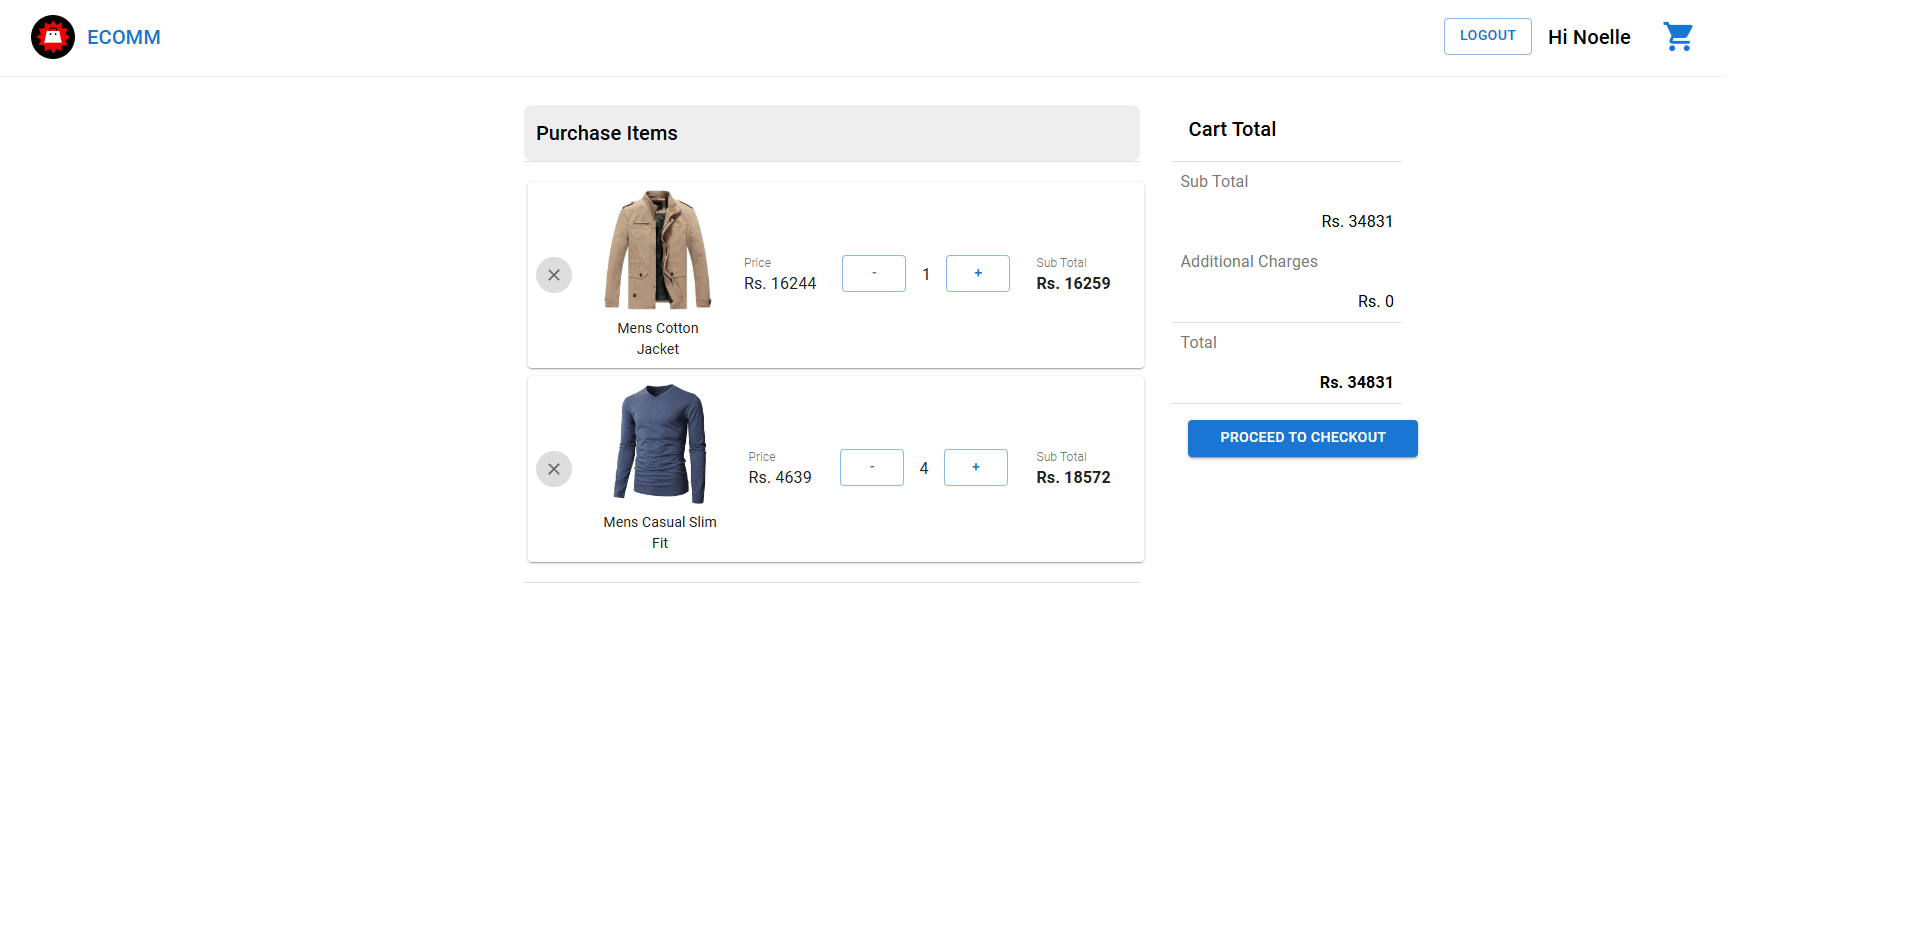 ECOMM
LOGOUT
Hi Noelle
Purchase Items
Price
Rs. 16244
-
1
+
Sub Total
Rs. 16259
Mens Cotton
Jacket
Price
Rs. 4639
-
4
+
Sub Total
Rs. 18572
Mens Casual Slim
Fit
Cart Total
Sub Total
Rs. 34831
Additional Charges
Rs. 0
Total
Rs. 34831
PROCEED TO CHECKOUT